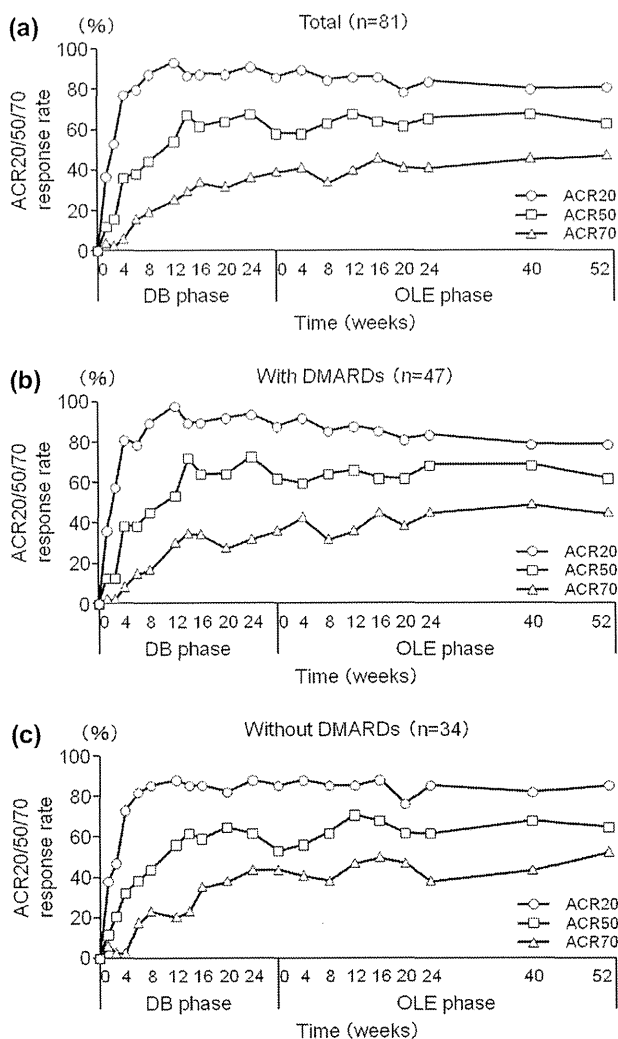 (a)
(%)
Total (n=81)
100
80
60
40
20
0
ACR20/50/70
response rate
ACR20
ACR50
ACR70
0 4 8 12 16 20 24 0 4 8 12 16 20 24 40 52
DB phase OLE phase
Time (weeks)
(b)
(%)
With DMARDs (n=47)
100
80
60
40
20
0
ACR20/50/70
response rate
ACR20
ACR50
ACR70
0 4 8 12 16 20 24 0 4 8 12 16 20 24 40 52
DB phase OLE phase
Time (weeks)
(c)
(%)
Without DMARDs (n=34)
100
80
60
40
20
0
ACR20/50/70
response rate
ACR20
ACR50
ACR70
0 4 8 12 16 20 24 0 4 8 12 16 20 24 40 52
DB phase OLE phase
Time (weeks)